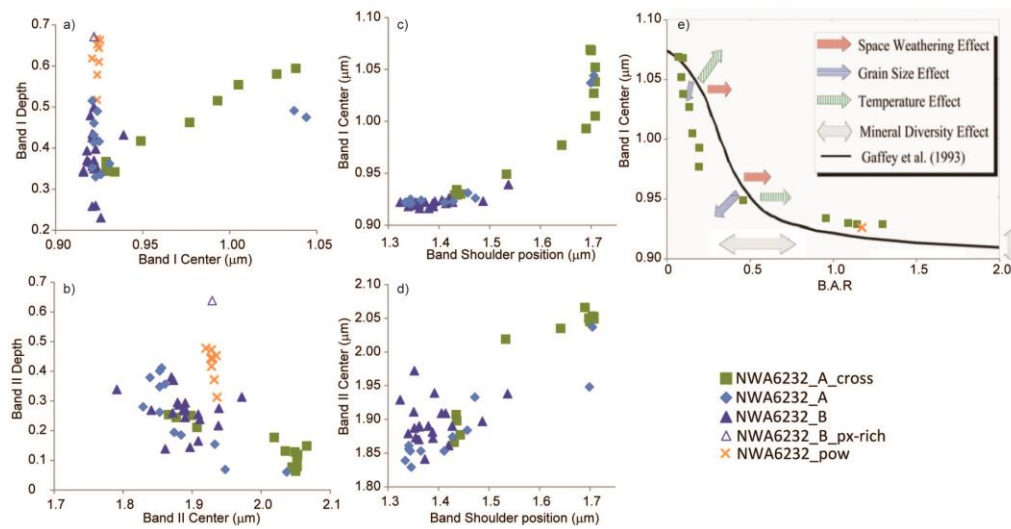 a)
0.7
0.6
0.5
0.4
0.3
0.2
Band I Depth
0.90 0.95 1.00 1.05
Band I Center (μm)
b)
0.7
0.6
0.5
0.4
0.3
0.2
0.1
0
Band II Depth
1.7 1.8 1.9 2.0 2.1
Band II Center (μm)
c)
1.10
1.05
1.00
0.95
0.90
Band I Center (μm)
1.3 1.4 1.5 1.6 1.7
Band Shoulder position (μm)
d)
2.10
2.05
2.00
1.95
1.90
1.85
1.80
Band II Center (μm)
1.3 1.4 1.5 1.6 1.7
Band Shoulder position (μm)
e)
1.10
1.05
1.00
0.95
0.90
Band I Center (μm)
0 0.5 1.0 1.5 2.0
B.A.R
Space Weathering Effect
Grain Size Effect
Temperature Effect
Mineral Diversity Effect
Gaffey et al. (1993)
NWA6232_A_cross
NWA6232_A
NWA6232_B
NWA6232_B_px-rich
NWA6232_pow